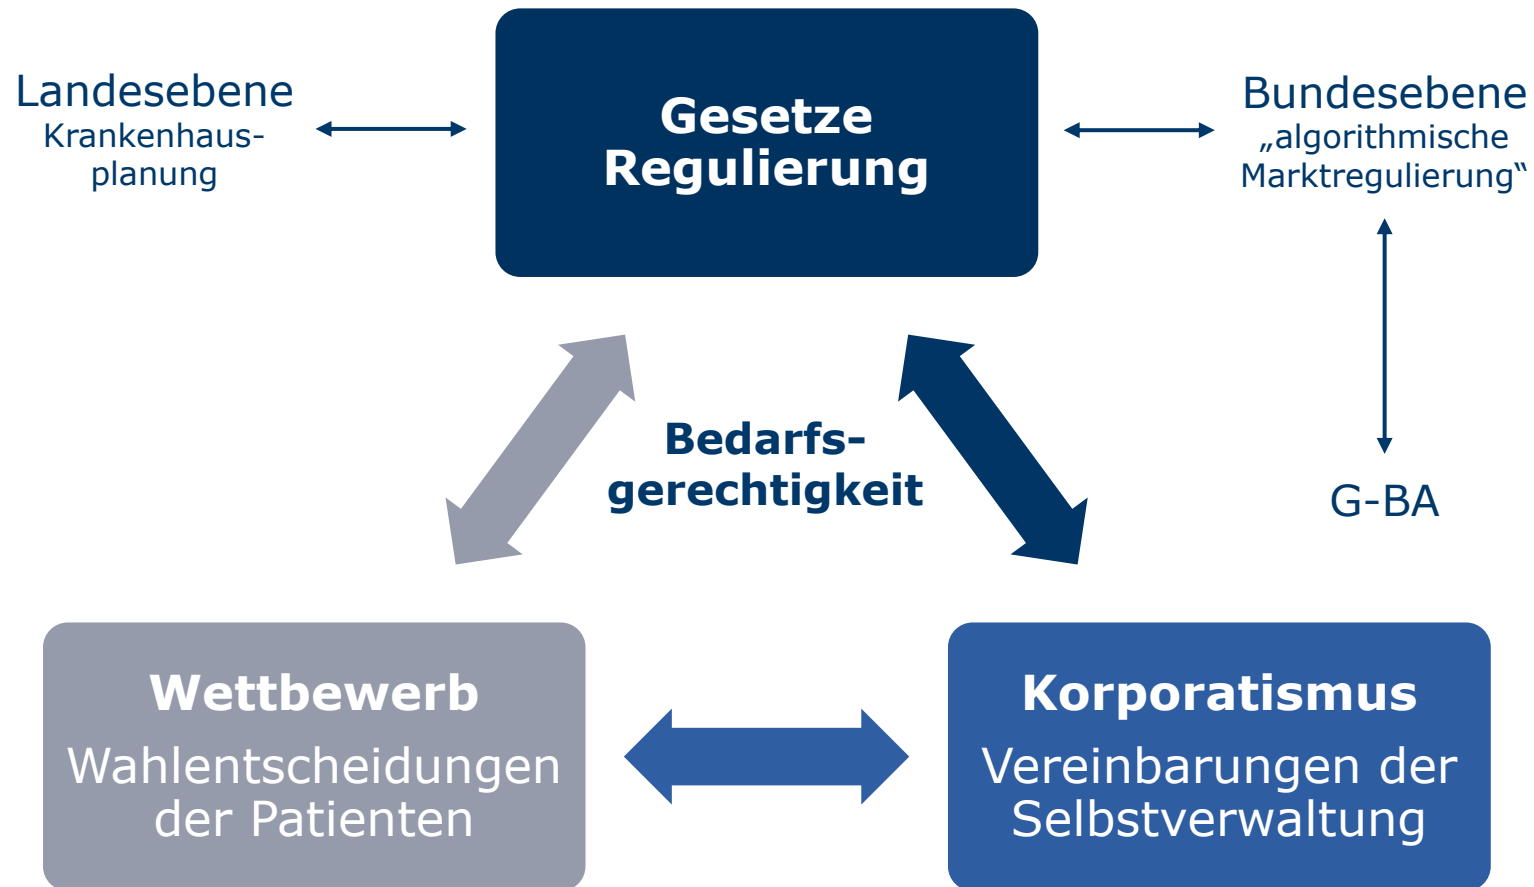 Landesebene
Krankenhaus-
planung
Gesetze
Regulierung
Bundesebene
„algorithmische
Marktregulierung“
Bedarfs-
gerechtigkeit
G-BA
Wettbewerb
Wahlentscheidungen
der Patienten
Korporatismus
Vereinbarungen der
Selbstverwaltung